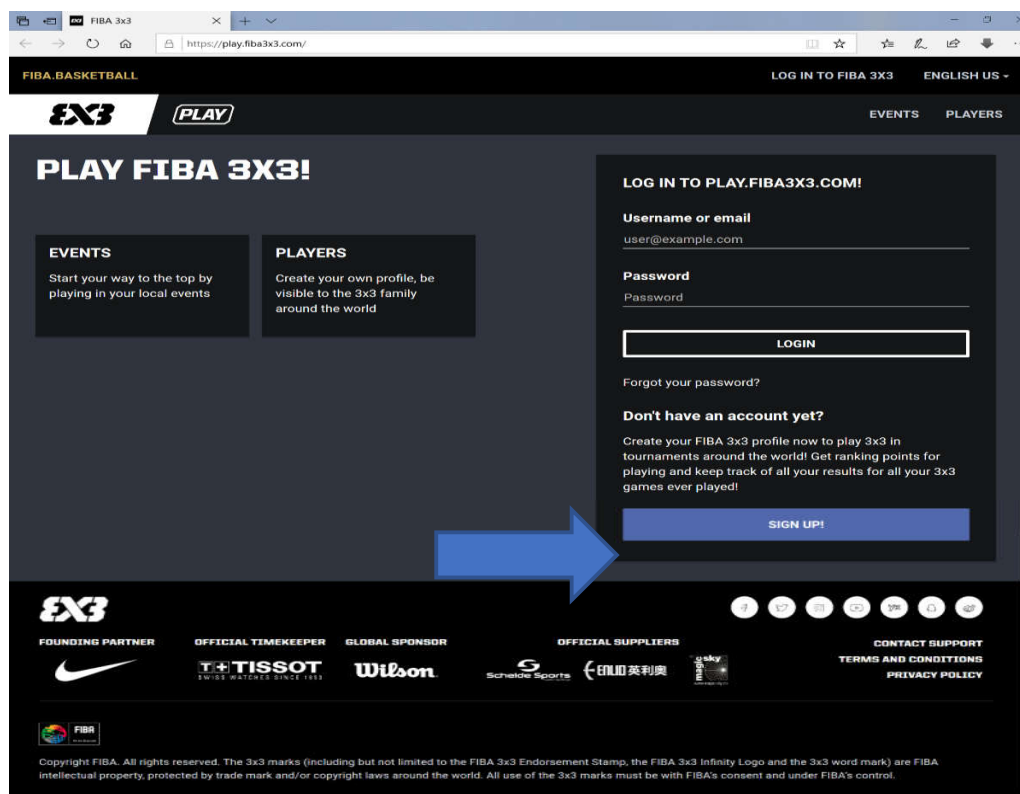 FIBA 3x3
https://play.fiba3x3.com/
FIBA.BASKETBALL
LOG IN TO FIBA 3X3
ENGLISH US
3X3
PLAY
EVENTS
PLAYERS
PLAY FIBA 3X3!
EVENTS
Start your way to the top by
playing in your local events
PLAYERS
Create your own profile, be
visible to the 3x3 family
around the world
LOG IN TO PLAY.FIBA3X3.COM!
Username or email
user@example.com
Password
Password
LOGIN
Forgot your password?
Don't have an account yet?
Create your FIBA 3x3 profile now to play 3x3 in
tournaments around the world! Get ranking points for
playing and keep track of all your results for all your 3x3
games ever played!
SIGN UP!
3X3
FOUNDING PARTNER
OFFICIAL TIMEKEEPER
GLOBAL SPONSOR
OFFICIAL SUPPLIERS
TISSOT
SWISS WATCHES SINCE 1853
Wilson
Schelde Sports
ENLIO 英利奥
magic sky
CONTACT SUPPORT
TERMS AND CONDITIONS
PRIVACY POLICY
FIBA
Copyright FIBA. All rights reserved. The 3x3 marks (including but not limited to the FIBA 3x3 Endorsement Stamp, the FIBA 3x3 Infinity Logo and the 3x3 word mark) are FIBA
intellectual property, protected by trade mark and/or copyright laws around the world. All use of the 3x3 marks must be with FIBA's consent and under FIBA's control.